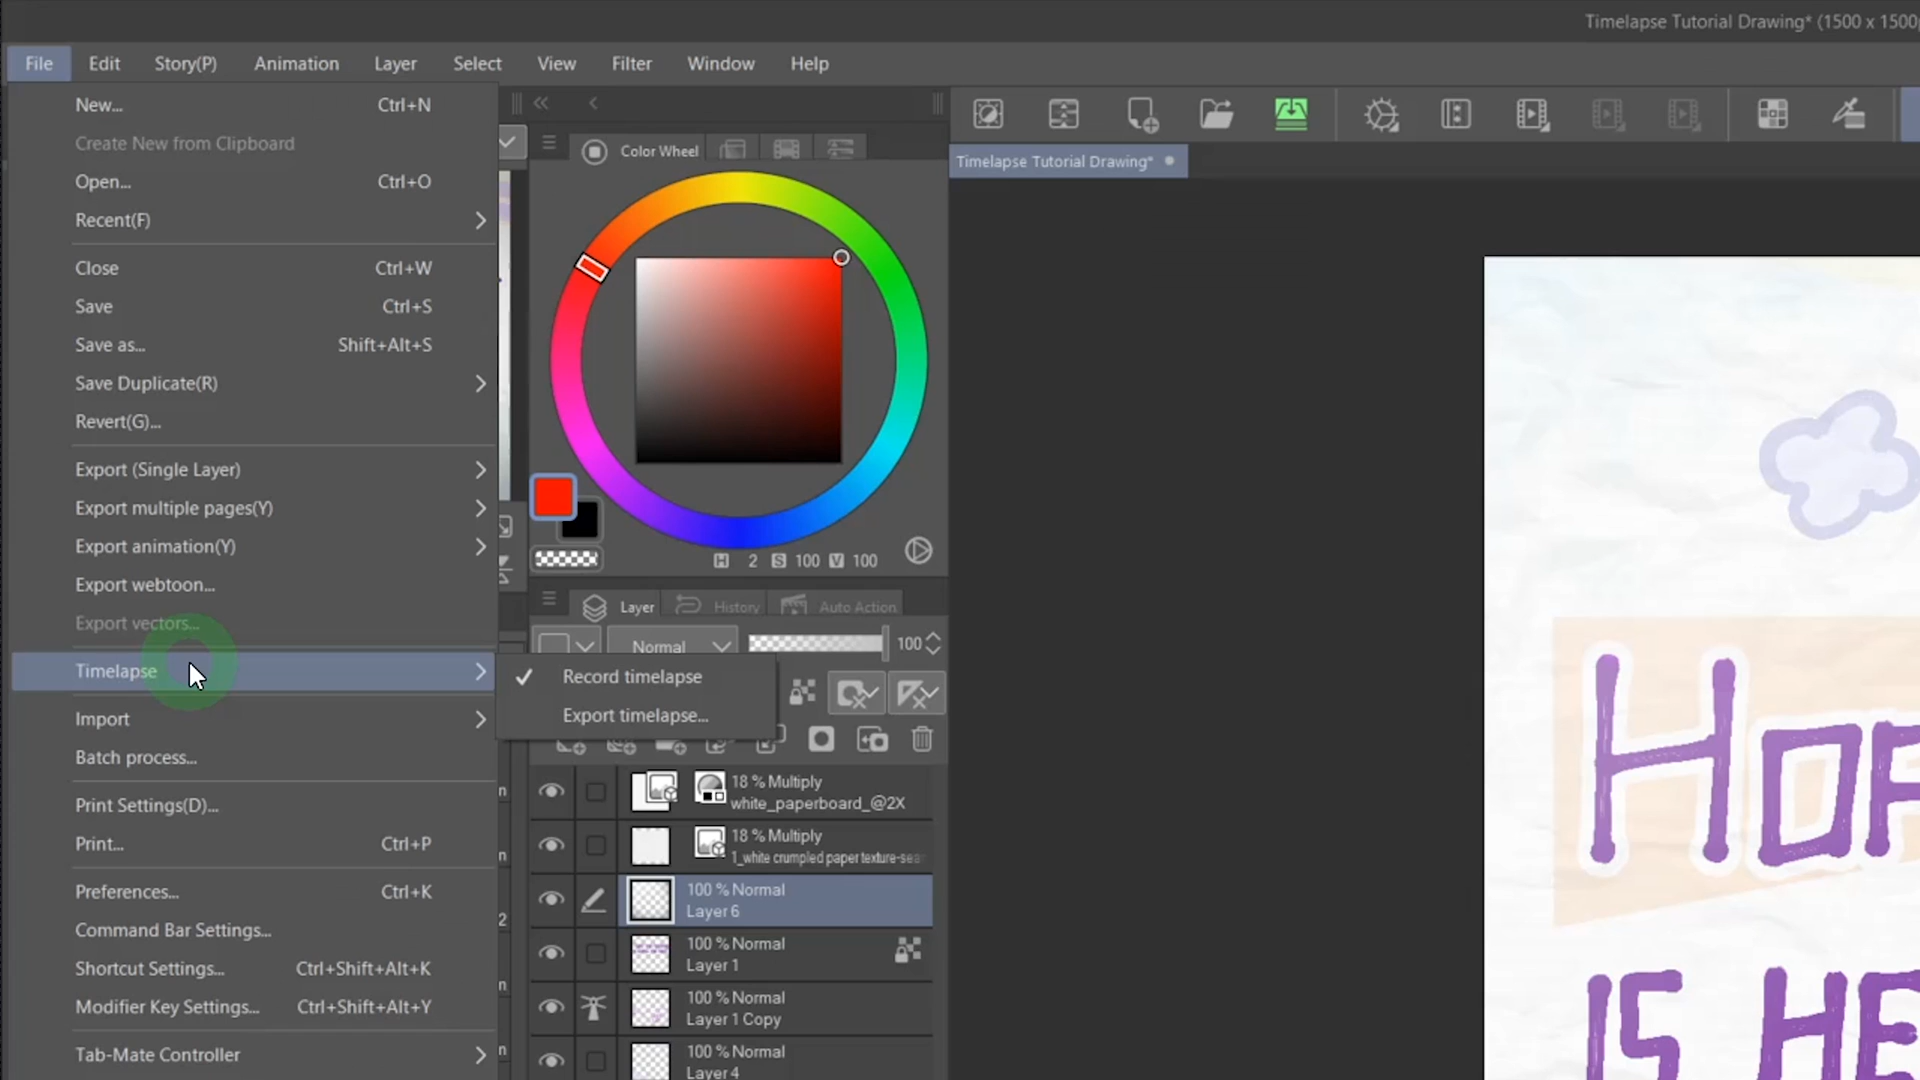 Timelapse Tutorial Drawing* (1500 x 1500
File Edit Story(P) Animation Layer Select View Filter Window Help
New... Ctrl+N
Create New from Clipboard
Open... Ctrl+O
Recent(F)
Close Ctrl+W
Save Ctrl+S
Save as... Shift+Alt+S
Save Duplicate(R)
Revert(G)...
Export (Single Layer)
Export multiple pages(Y)
Export animation(Y)
Export webtoon...
Export vectors...
Timelapse
Import
Batch process...
Print Settings(D)...
Print... Ctrl+P
Preferences... Ctrl+K
Command Bar Settings...
Shortcut Settings... Ctrl+Shift+Alt+K
Modifier Key Settings... Ctrl+Shift+Alt+Y
Tab-Mate Controller
Record timelapse
Export timelapse...
Color Wheel
H 2 S 100 V 100
Layer History Auto Action
Normal 100
18 % Multiply
white_paperboard_@2X
18 % Multiply
1_white crumpled paper texture-sea
100 % Normal
Layer 6
100 % Normal
Layer 1
100 % Normal
Layer 1 Copy
100 % Normal
Layer 4
Timelapse Tutorial Drawing*
HOP
IS HE